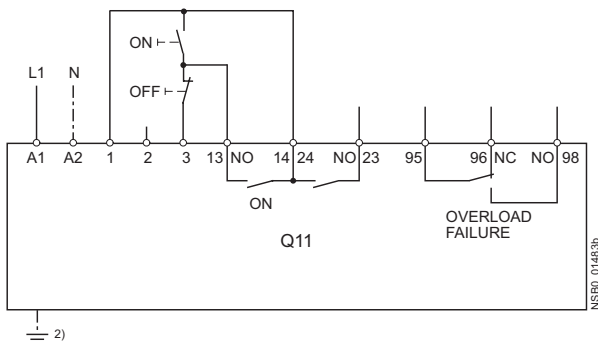 ON
L1 N
OFF
A1 A2 1 2 3 13 NO 14 24 NO 23 95 96 NC NO 98
ON
OVERLOAD
FAILURE
Q11
NSB0_01483b
2)